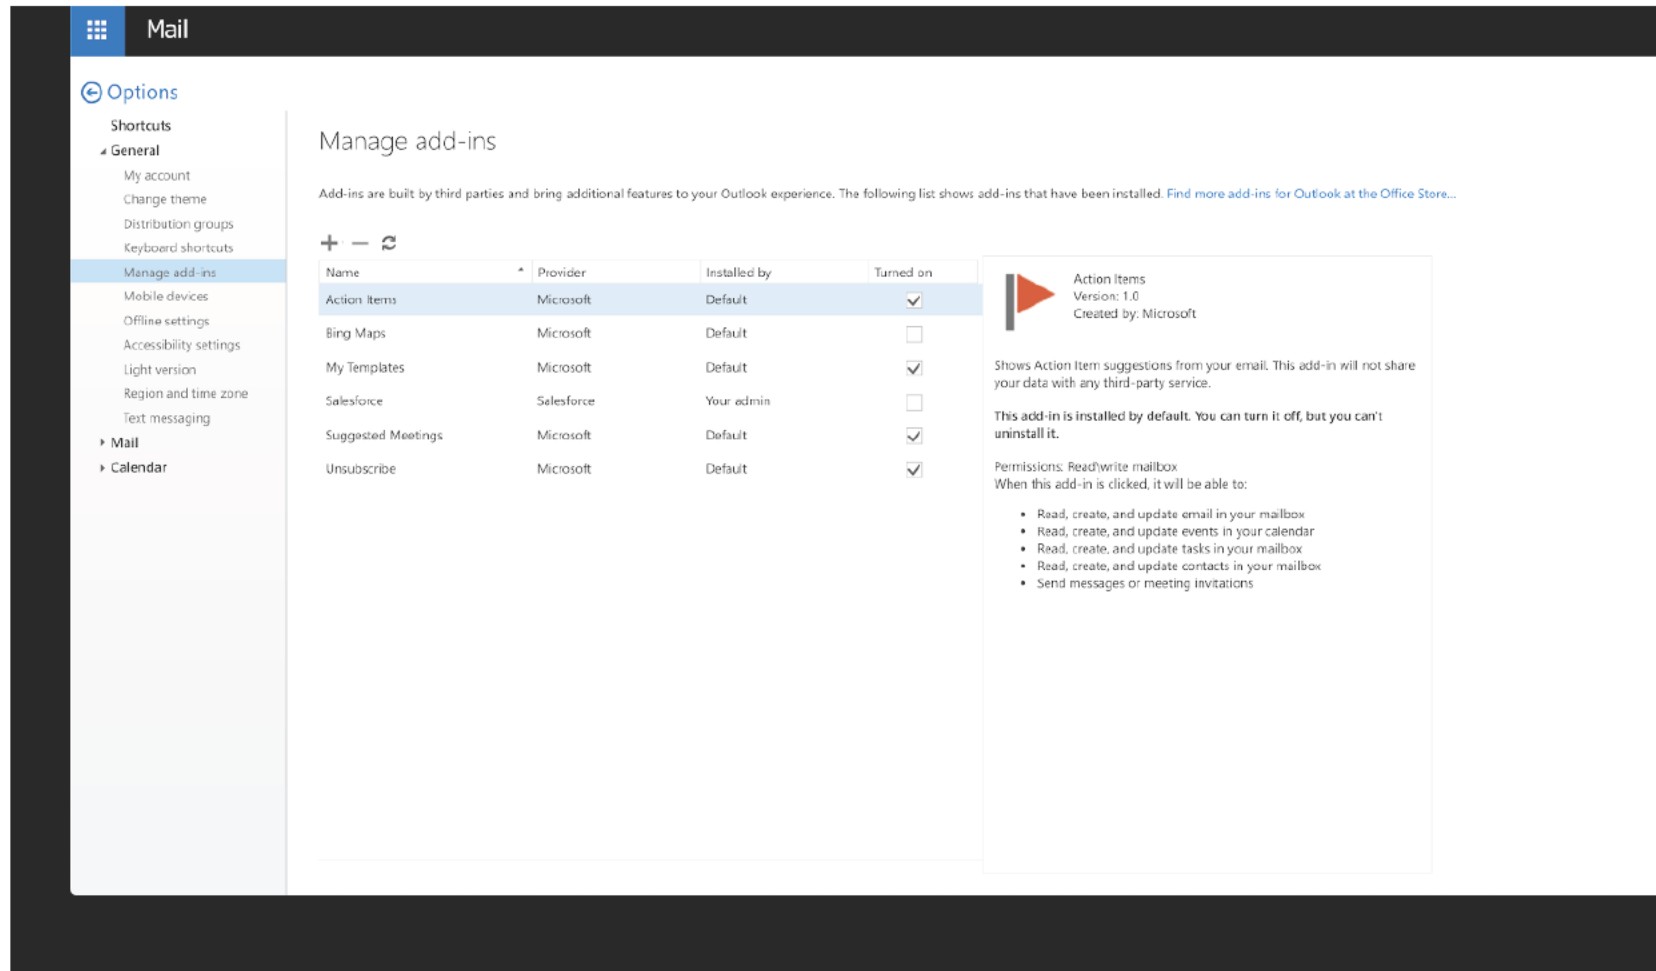 Mail
Options
Shortcuts
General
My account
Change theme
Distribution groups
Keyboard shortcuts
Manage add-ins
Mobile devices
Offline settings
Accessibility settings
Light version
Region and time zone
Text messaging
Mail
Calendar
Manage add-ins
Add-ins are built by third parties and bring additional features to your Outlook experience. The following list shows add-ins that have been installed. Find more add-ins for Outlook at the Office Store...
Name Provider Installed by Turned on
Action Items Microsoft Default
Bing Maps Microsoft Default
My Templates Microsoft Default
Salesforce Salesforce Your admin
Suggested Meetings Microsoft Default
Unsubscribe Microsoft Default
Action Items
Version: 1.0
Created by: Microsoft
Shows Action Item suggestions from your email. This add-in will not share
your data with any third-party service.
This add-in is installed by default. You can turn it off, but you can't
uninstall it.
Permissions: Read\write mailbox
When this add-in is clicked, it will be able to:
• Read, create, and update email in your mailbox
• Read, create, and update events in your calendar
• Read, create, and update tasks in your mailbox
• Read, create, and update contacts in your mailbox
• Send messages or meeting invitations